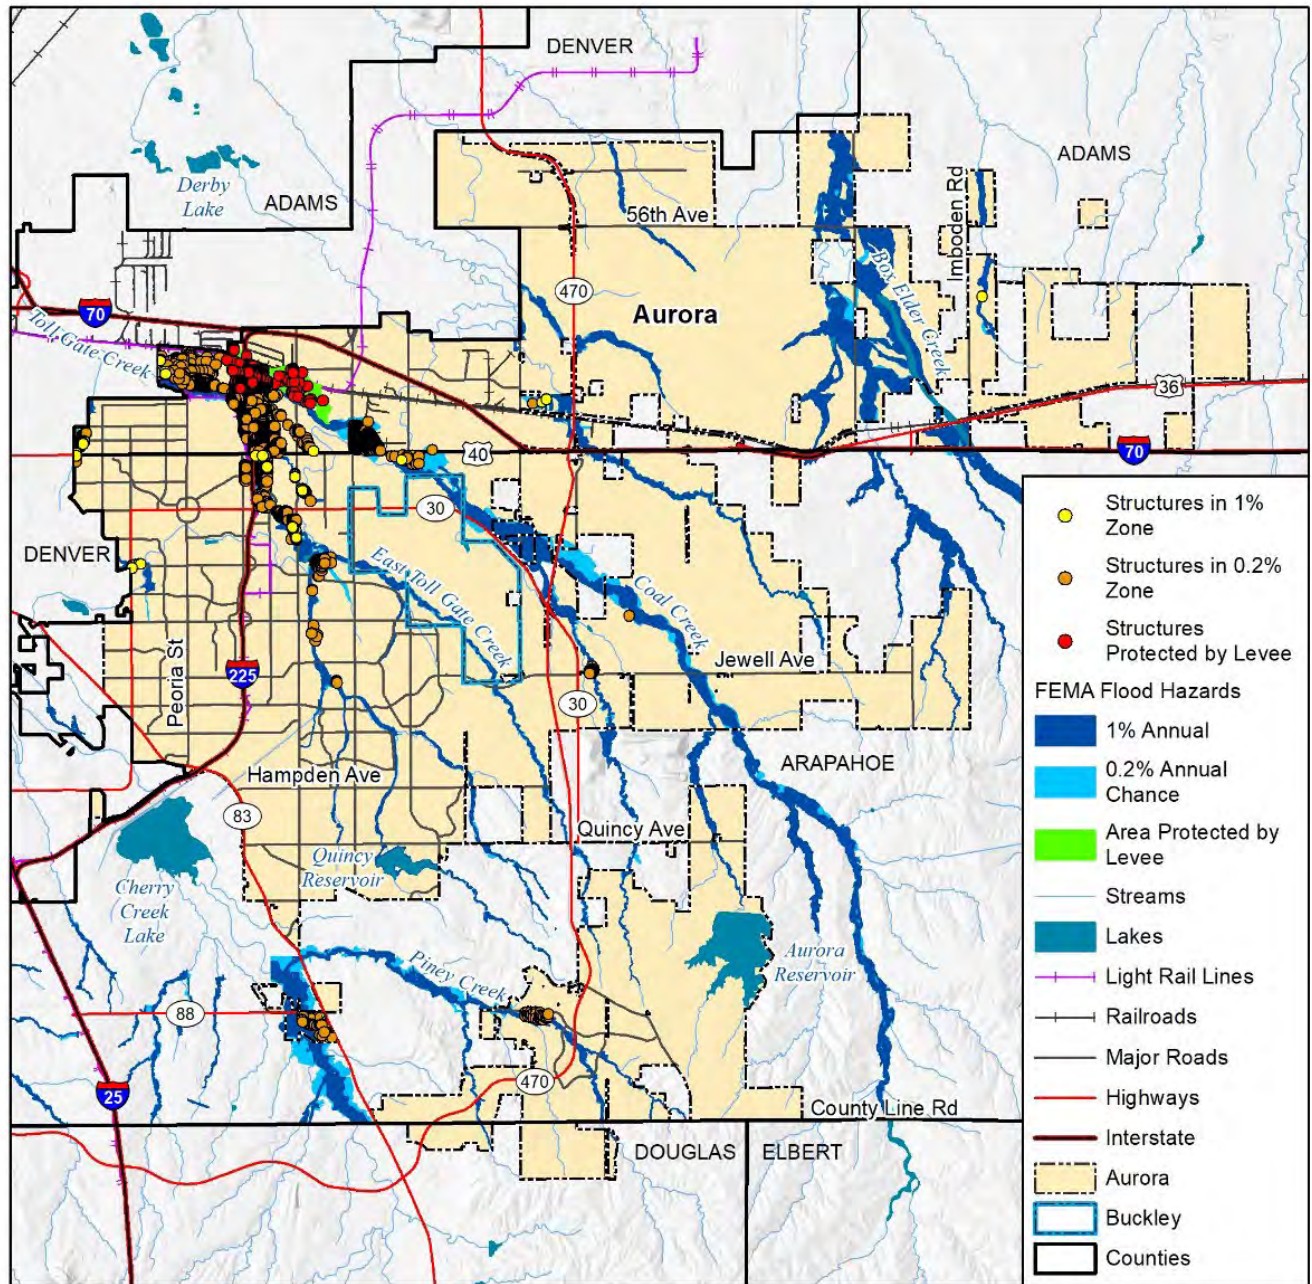 DENVER
ADAMS
Derby
Lake
ADAMS
56th Ave
Imboden Rd
470
Box Elder Creek
Aurora
70
Toll Gate Creek
36
40
70
30
DENVER
East Toll Gate Creek
Coal Creek
Jewell Ave
Peoria St
225
30
ARAPAHOE
Hampden Ave
83
Quincy Ave
Quincy
Reservoir
Cherry
Creek
Lake
Aurora
Reservoir
Piney Creek
88
470
25
County Line Rd
DOUGLAS
ELBERT
Structures in 1%
Zone
Structures in 0.2%
Zone
Structures
Protected by Levee
FEMA Flood Hazards
1% Annual
0.2% Annual
Chance
Area Protected by
Levee
Streams
Lakes
Light Rail Lines
Railroads
Major Roads
Highways
Interstate
Aurora
Buckley
Counties